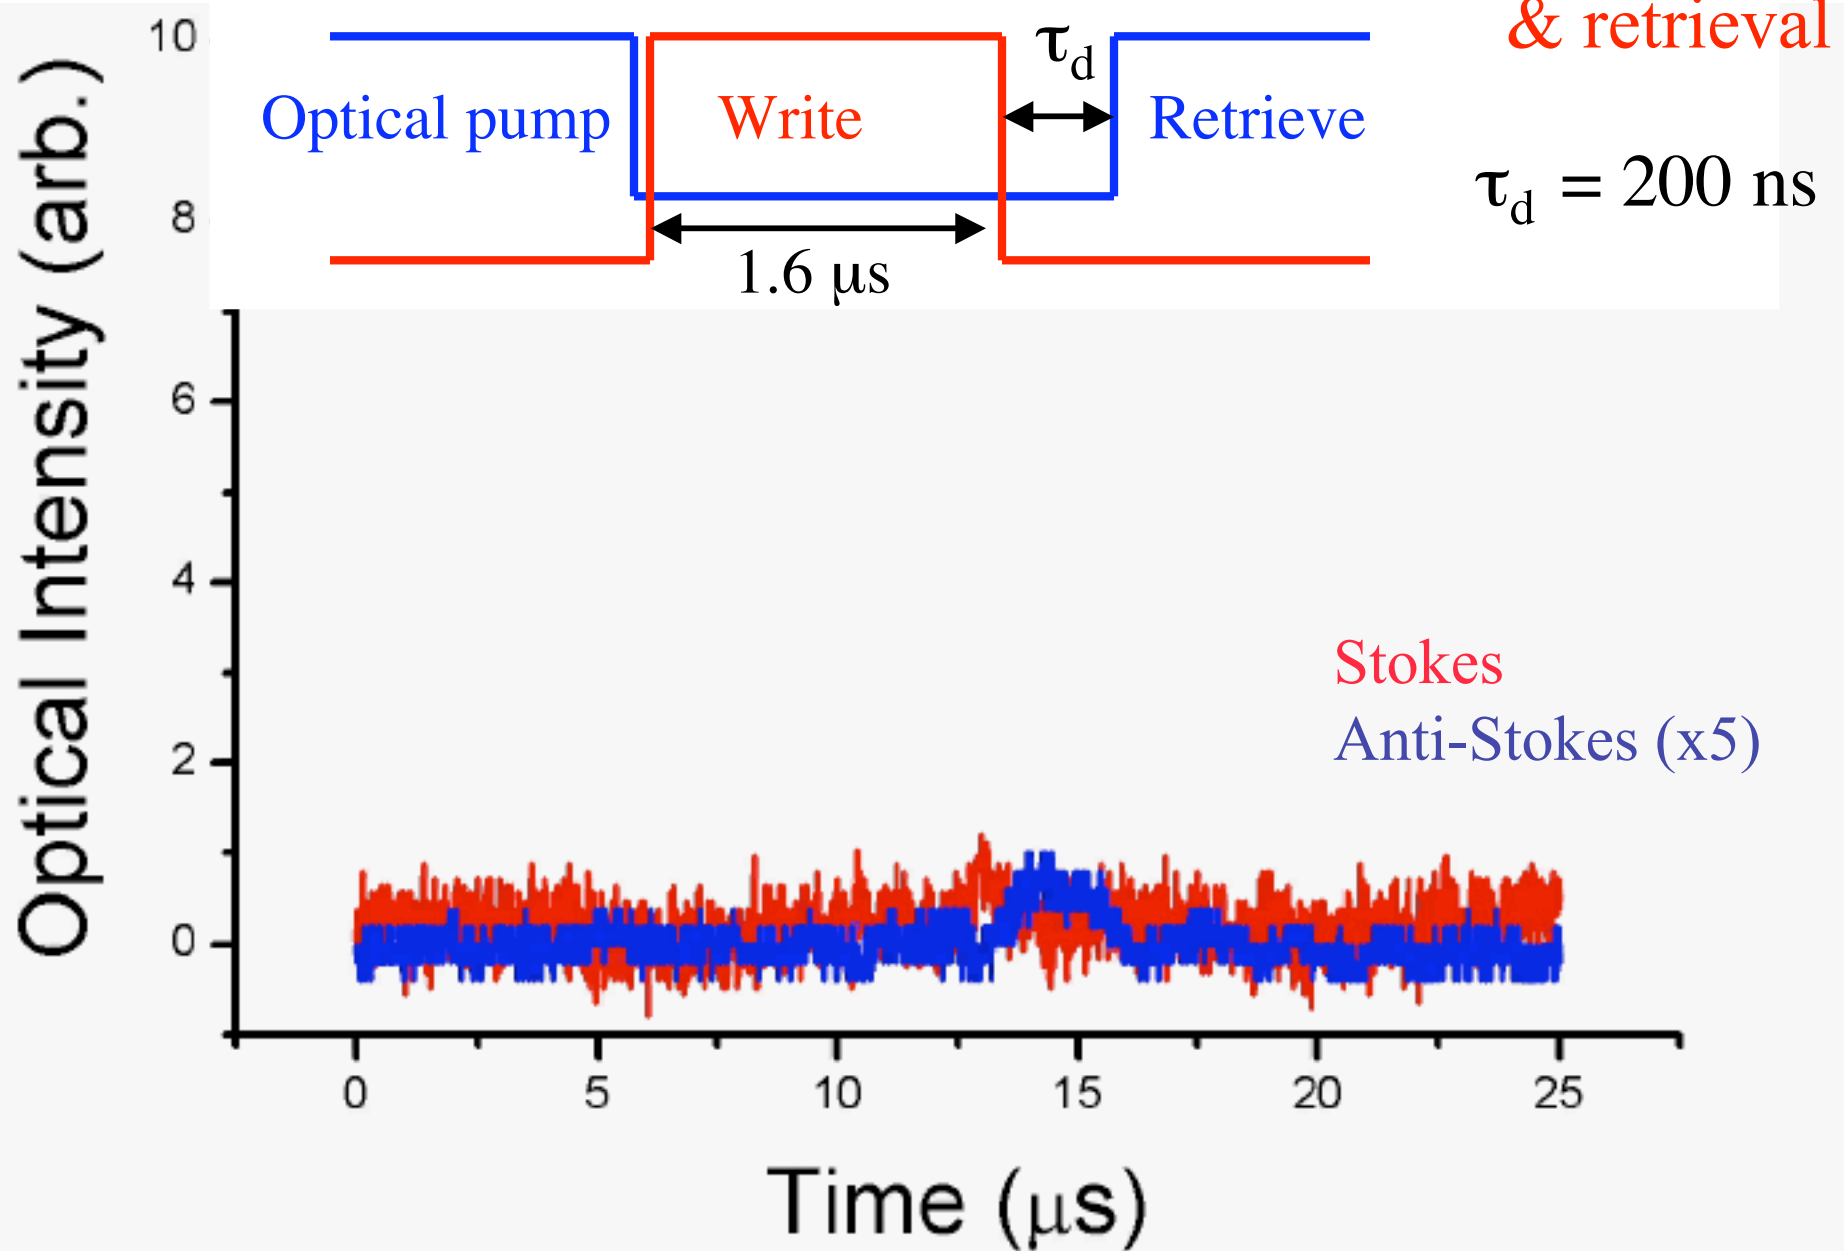 & retrieval
10
τd
Optical pump
Write
Retrieve
τd = 200 ns
8
1.6 μs
Optical Intensity (arb.)
6
4
Stokes
Anti-Stokes (x5)
2
0
0 5 10 15 20 25
Time (μs)